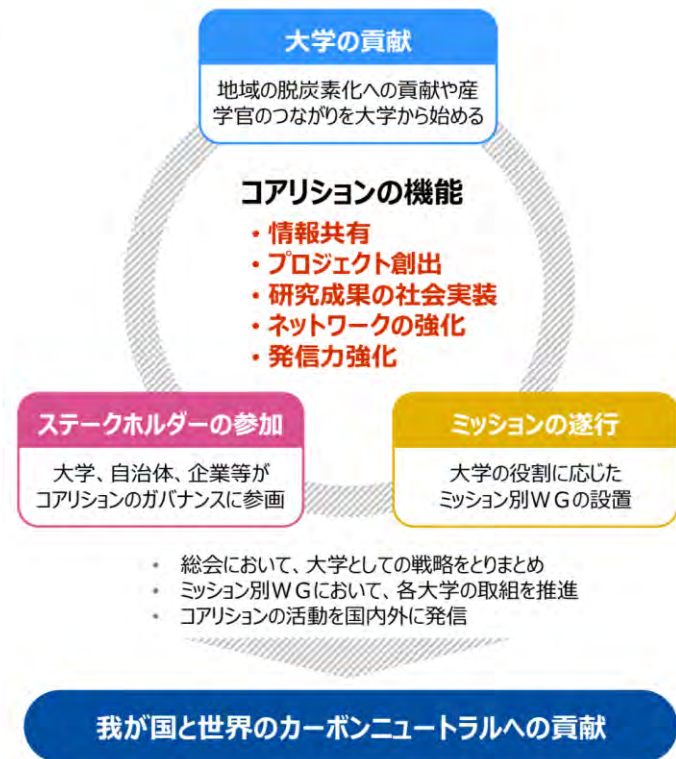 大学の貢献
地域の脱炭素化への貢献や産
学官のつながりを大学から始める
コアリションの機能
・情報共有
・プロジェクト創出
・研究成果の社会実装
・ネットワークの強化
・発信力強化
ステークホルダーの参加
大学、自治体、企業等が
コアリションのガバナンスに参画
ミッションの遂行
大学の役割に応じた
ミッション別ＷＧの設置
・ 総会において、大学としての戦略をとりまとめ
・ ミッション別ＷＧにおいて、各大学の取組を推進
・ コアリションの活動を国内外に発信
我が国と世界のカーボンニュートラルへの貢献